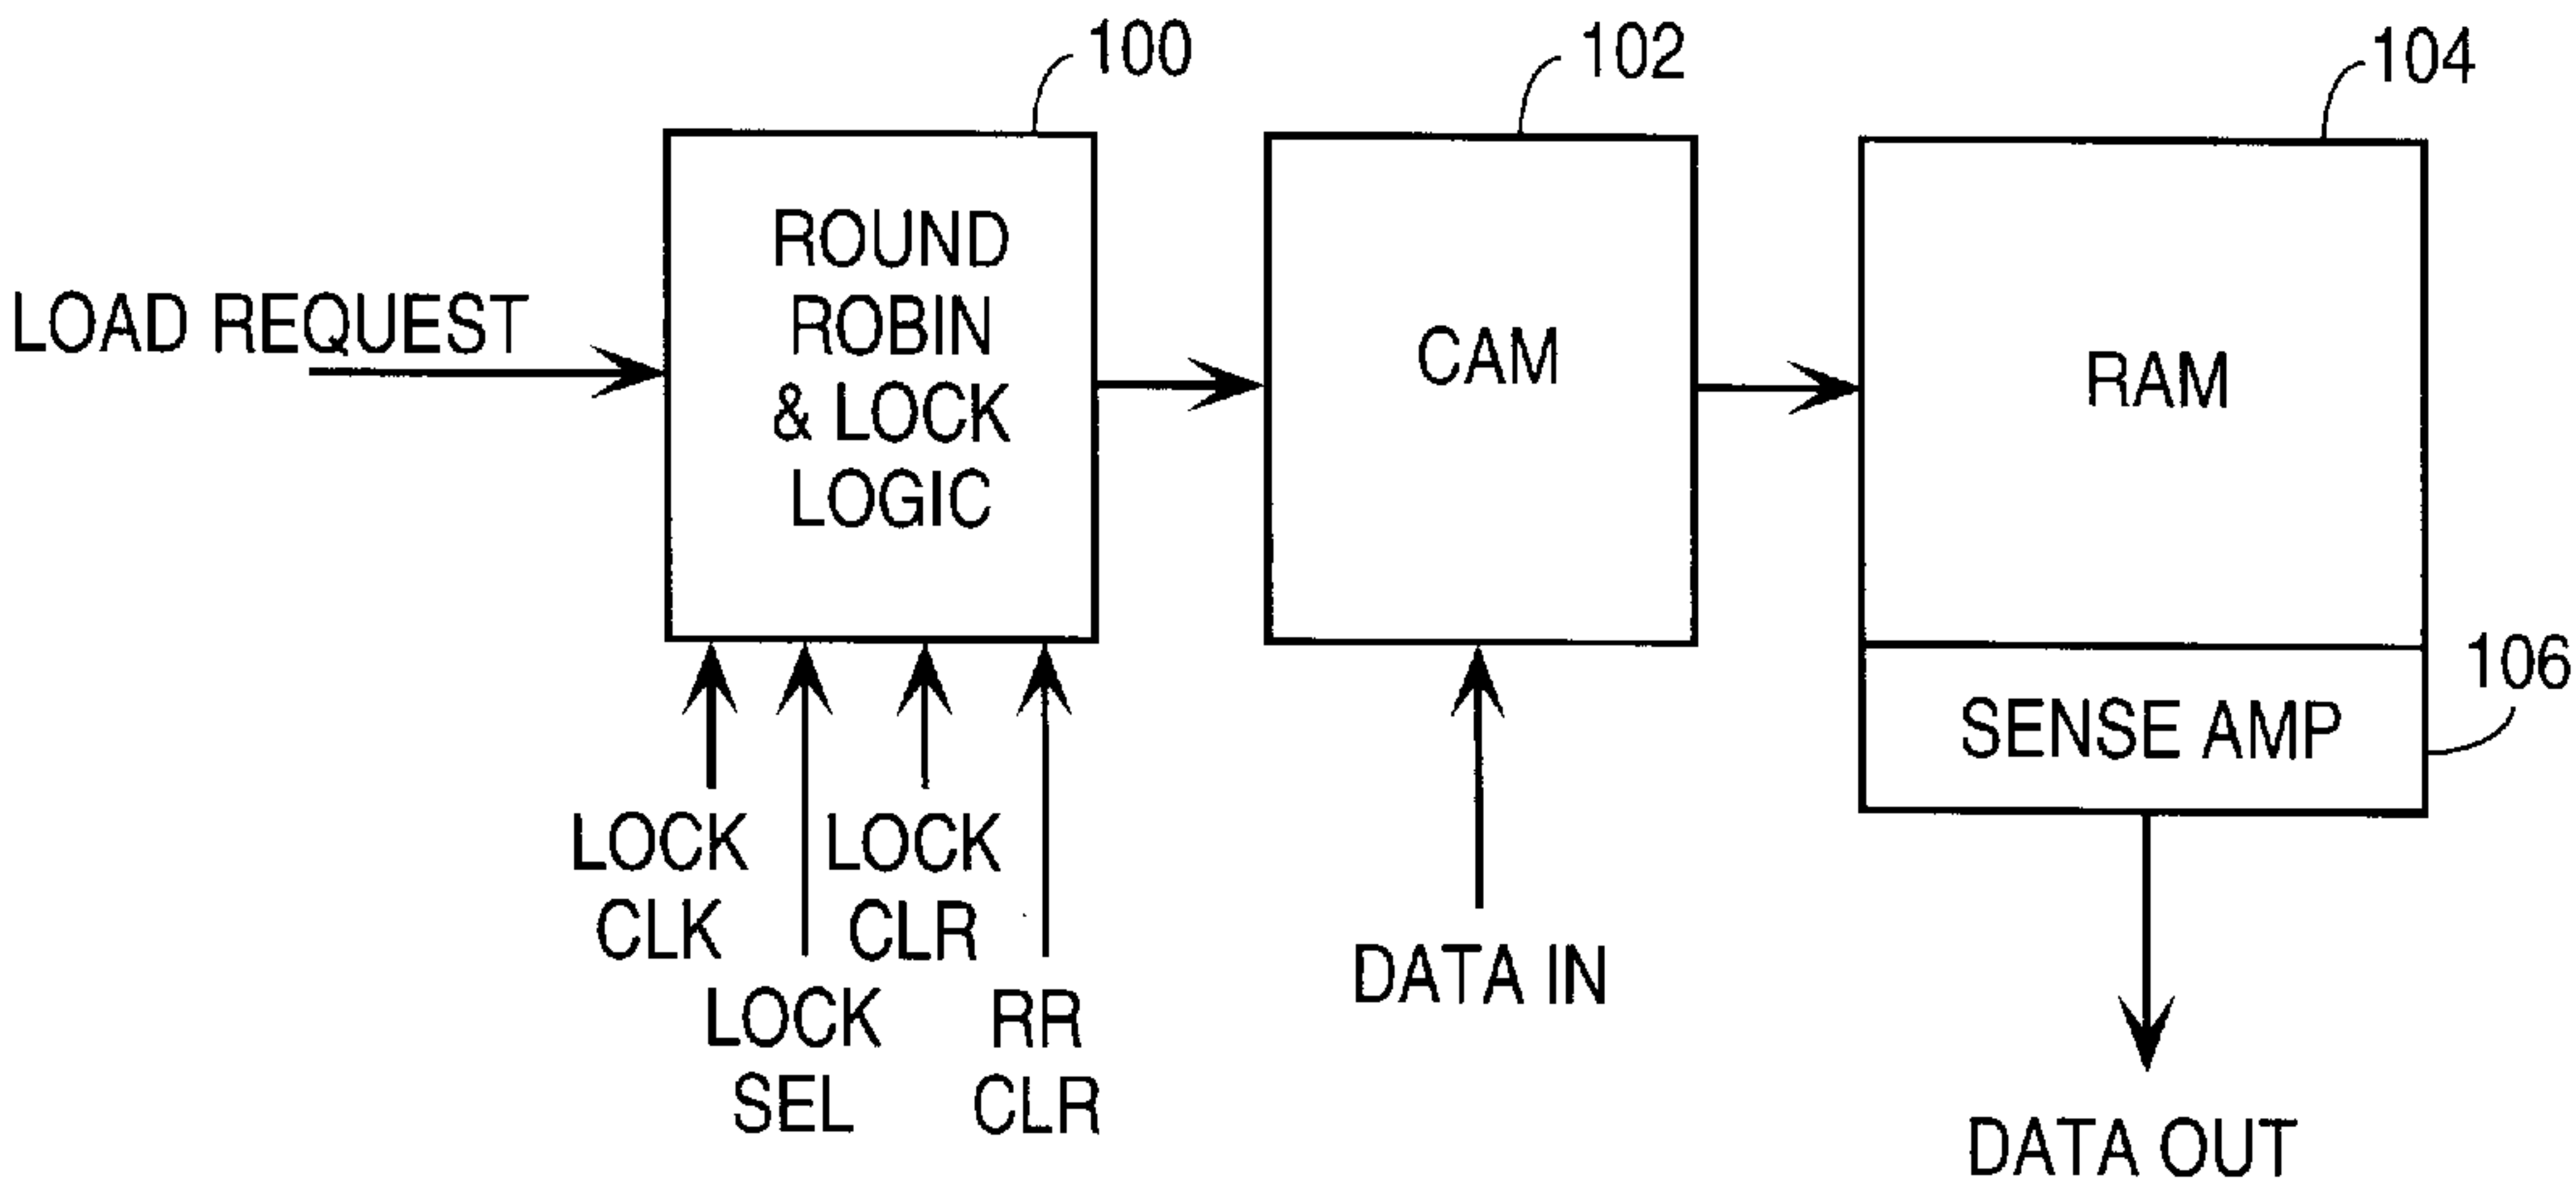 100
102
104
ROUND
ROBIN
& LOCK
LOGIC
LOAD REQUEST
CAM
RAM
106
SENSE AMP
LOCK
CLK
LOCK
SEL
LOCK
CLR
RR
CLR
DATA IN
DATA OUT